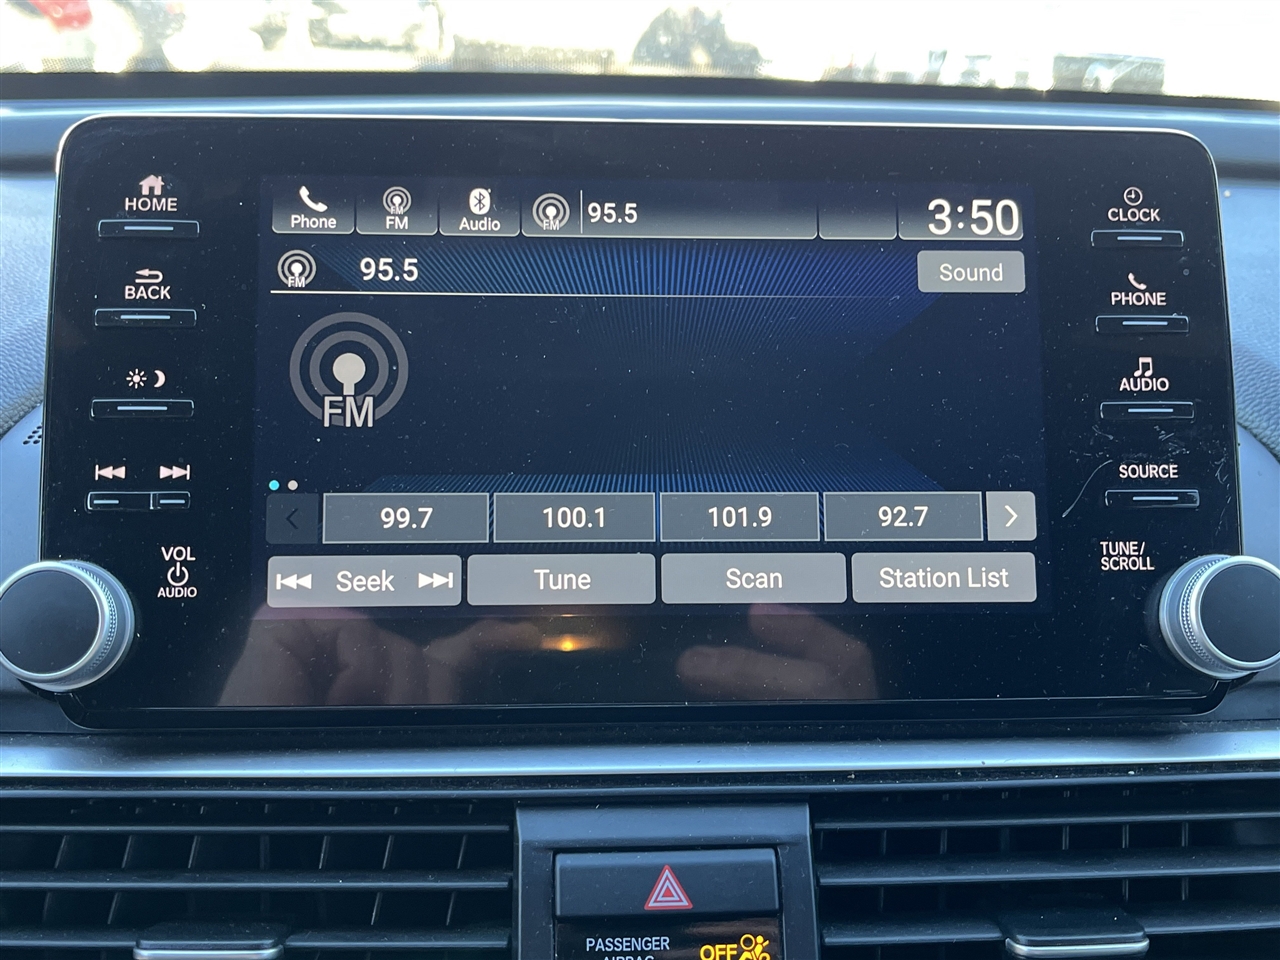 HOME
BACK
VOL
AUDIO
Phone
FM
Audio
FM
95.5
3:50
FM
95.5
Sound
FM
99.7
100.1
101.9
92.7
Seek
Tune
Scan
Station List
CLOCK
PHONE
AUDIO
SOURCE
TUNE/
SCROLL
PASSENGER
AIRBAG
OFF